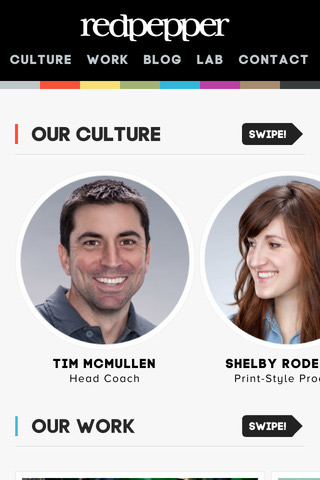 redpepper
CULTURE WORK BLOG LAB CONTACT
OUR CULTURE SWIPE!
TIM MCMULLEN
Head Coach
SHELBY RODE
Print-Style Pro
OUR WORK SWIPE!